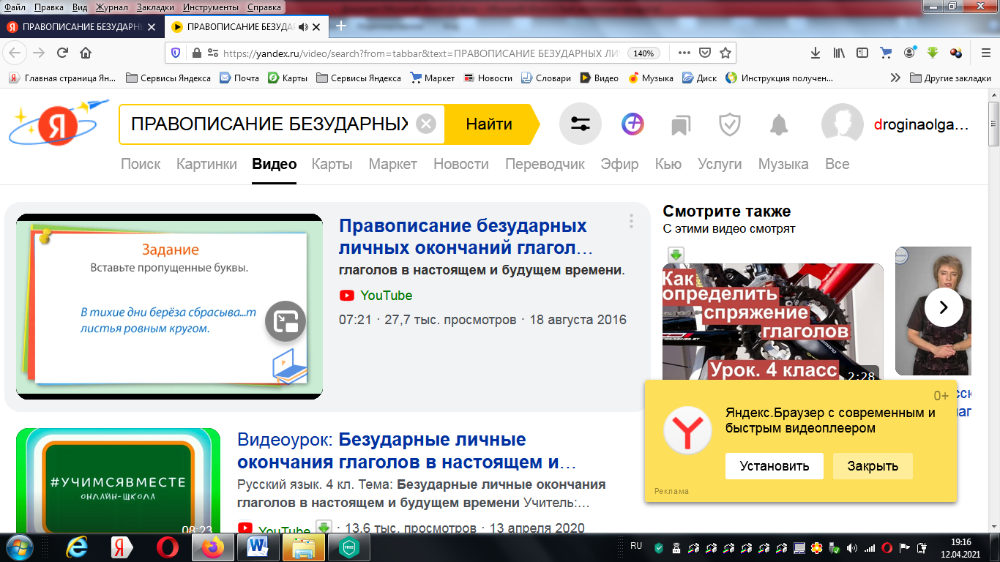 Файл Правка Вид Журнал Закладки Инструменты Справка
ПРАВОПИСАНИЕ БЕЗУДАРНЫ
ПРАВОПИСАНИЕ БЕЗУДАР
https://yandex.ru/video/search?from=tabbar&text=ПРАВОПИСАНИЕ БЕЗУДАРНЫХ ЛИЧ 140%
Главная страница Ян... Сервисы Яндекса Почта Карты Сервисы Яндекса Маркет Новости Словари Видео Музыка Диск Инструкция получен... Другие закладки
Я ПРАВОПИСАНИЕ БЕЗУДАРНЫХ Найти droginaolga...
Поиск Картинки Видео Карты Маркет Новости Переводчик Эфир Кью Услуги Музыка Все
Задание
Вставьте пропущенные буквы.
В тихие дни берёза сбрасыва...т
листья ровным кругом.
Правописание безударных
личных окончаний глагол...
глаголов в настоящем и будущем времени.
YouTube
07:21 · 27,7 тыс. просмотров · 18 августа 2016
Смотрите также
С этими видео смотрят
Как
определить
спряжение
глаголов
Урок. 4 класс
2:28
#УЧИМСЯВМЕСТЕ
ОНЛАЙН-ШКОЛА
08:23
Видеоурок: Безударные личные
окончания глаголов в настоящем и...
Русский язык. 4 кл. Тема: Безударные личные окончания
глаголов в настоящем и будущем времени Учитель:...
YouTube · 13,6 тыс. просмотров · 13 апреля 2020
0+
Яндекс.Браузер с современным и
быстрым видеоплеером
Установить Закрыть
Реклама
FREE
RU
19:16
12.04.2021